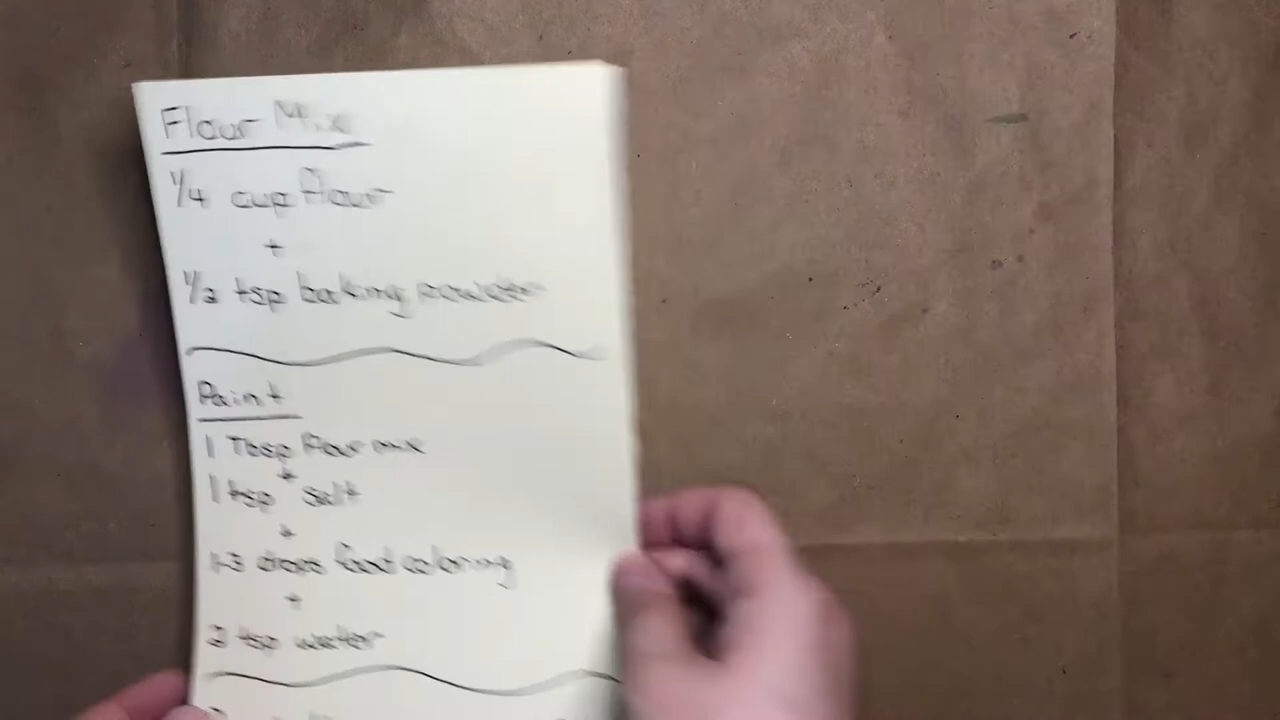 Flour Mix
1/4 cup flour
+
1/2 tsp baking powder
Paint
1 Tbsp flour mix
+
1 tsp salt
+
1-3 drops food coloring
+
2 tsp water